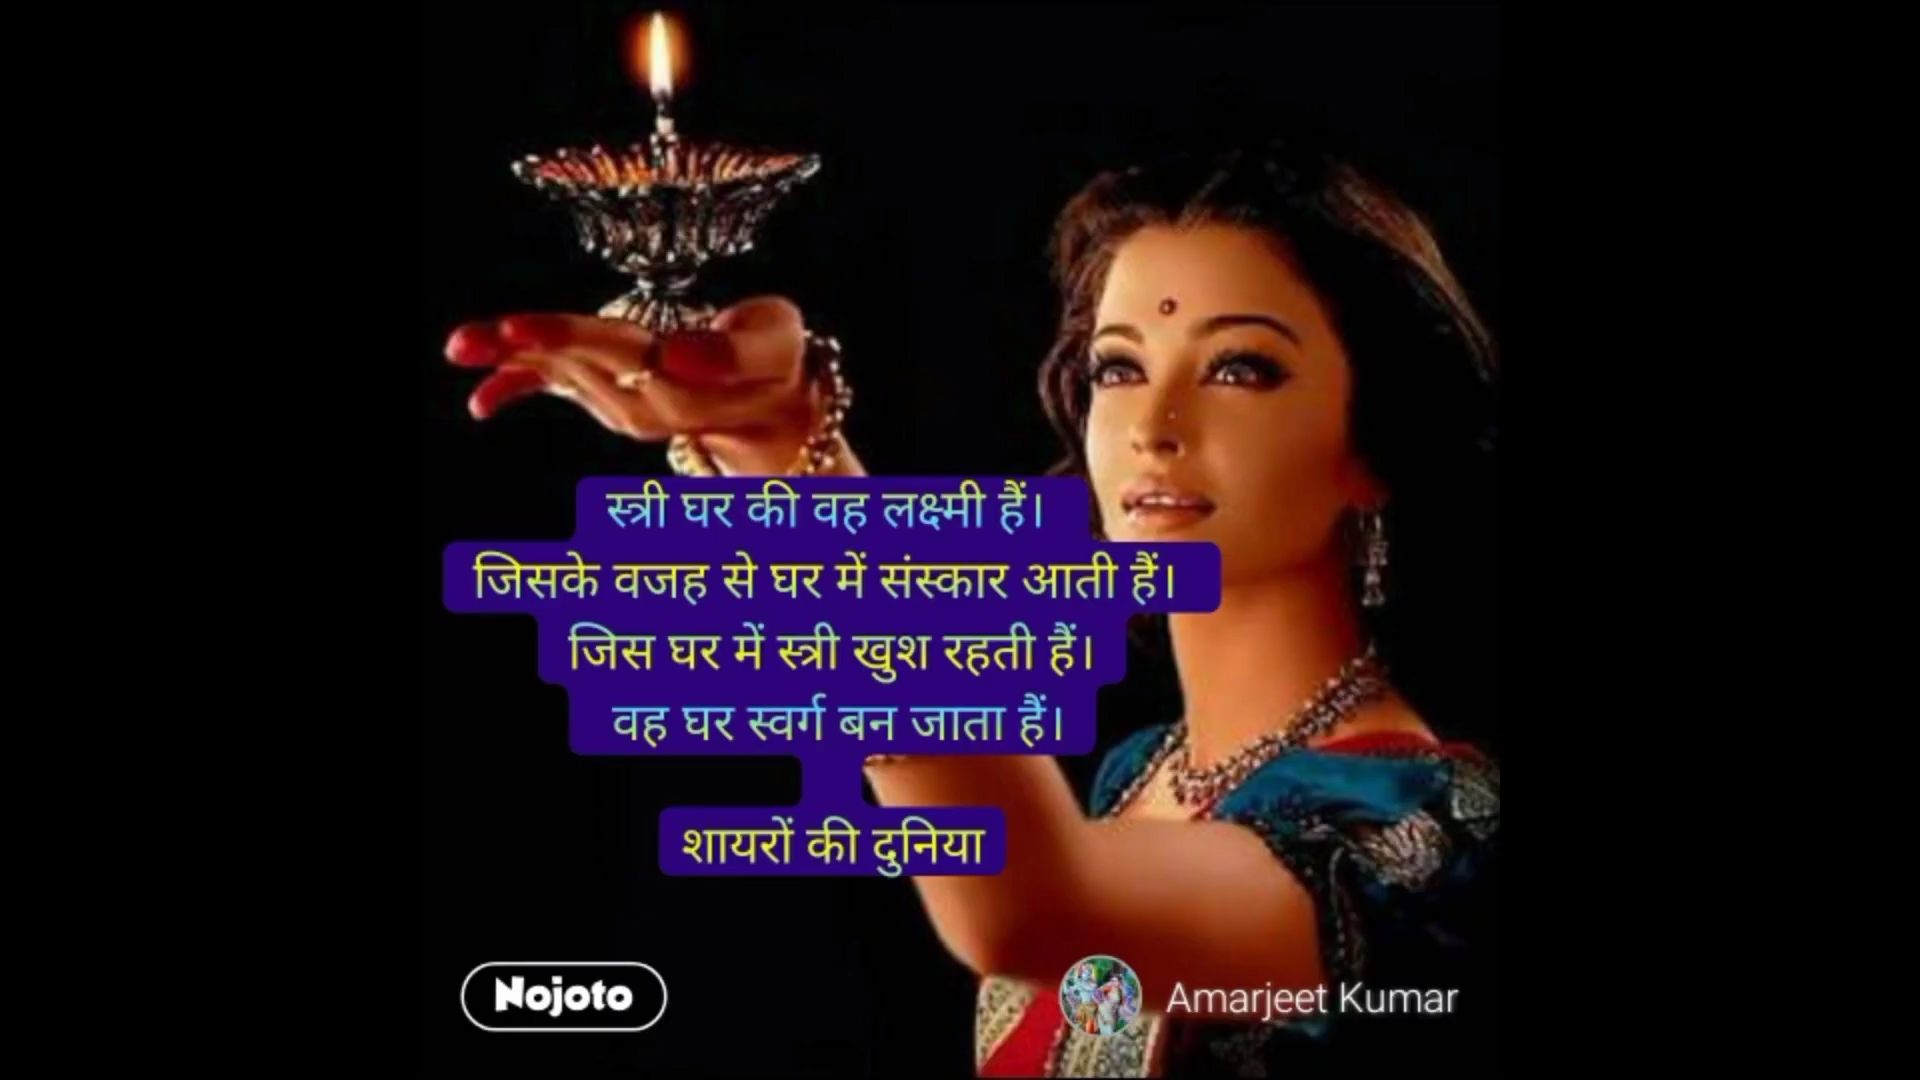 स्त्री घर की वह लक्ष्मी हैं।
जिसके वजह से घर में संस्कार आती हैं।
जिस घर में स्त्री खुश रहती हैं।
वह घर स्वर्ग बन जाता हैं।
शायरों की दुनिया
Nojoto
Amarjeet Kumar